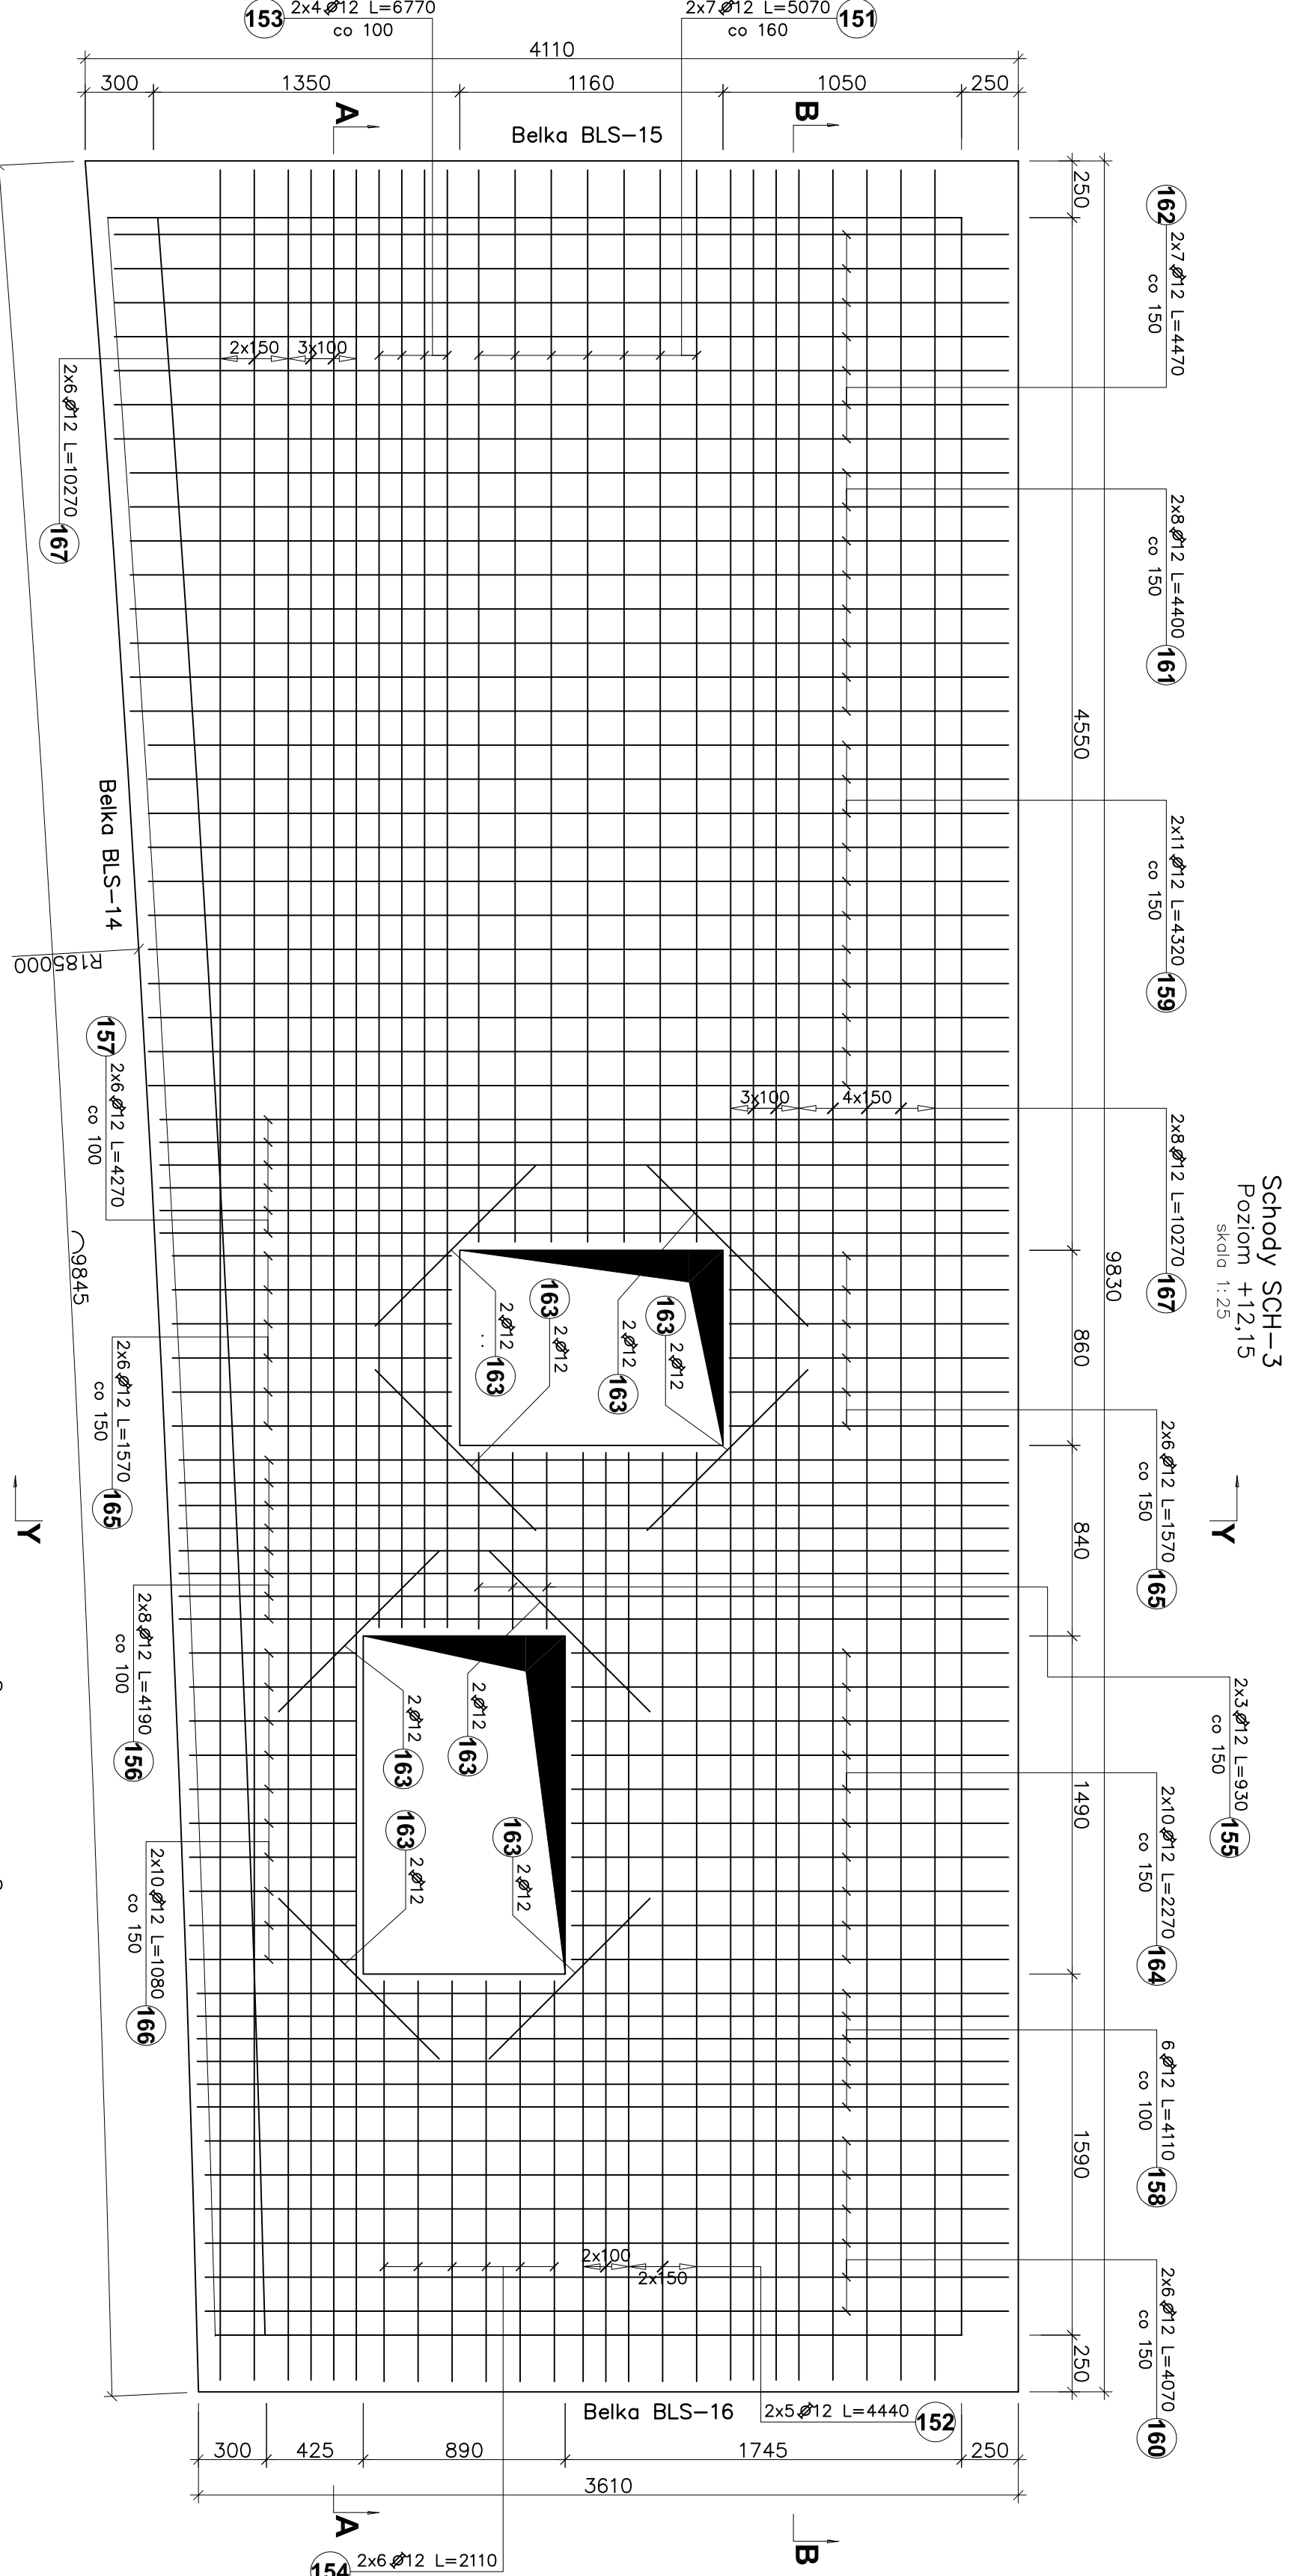 153
2x4 ⌀12 L=6770
co 100
2x7 ⌀12 L=5070
co 160
151
4110
300
1350
1160
1050
250
A
B
Belka BLS-15
Schody SCH-3
Poziom +12,15
skala 1:25
162
2x7 ⌀12 L=4470
co 150
2x8 ⌀12 L=4400
co 150
161
2x11 ⌀12 L=4320
co 150
159
2x8 ⌀12 L=10270
167
2x6 ⌀12 L=1570
co 150
165
2x3 ⌀12 L=930
co 150
155
2x10 ⌀12 L=2270
co 150
164
6 ⌀12 L=4110
co 100
158
2x6 ⌀12 L=4070
co 150
160
9830
250
4550
860
840
1490
1590
250
Y
2x150
3x100
3x100
4x150
2x100
2x150
163
2 ⌀12
2 ⌀12
163
163
2 ⌀12
2 ⌀12
163
2 ⌀12
163
2 ⌀12
163
163
2 ⌀12
163
2 ⌀12
2x6 ⌀12 L=10270
167
Belka BLS-14
R185000
157
2x6 ⌀12 L=4270
co 100
9845
2x6 ⌀12 L=1570
co 150
165
2x8 ⌀12 L=4190
co 100
156
2x10 ⌀12 L=1080
co 150
166
Y
Belka BLS-16
2x5 ⌀12 L=4440
152
300
425
890
1745
250
3610
A
B
154
2x6 ⌀12 L=2110